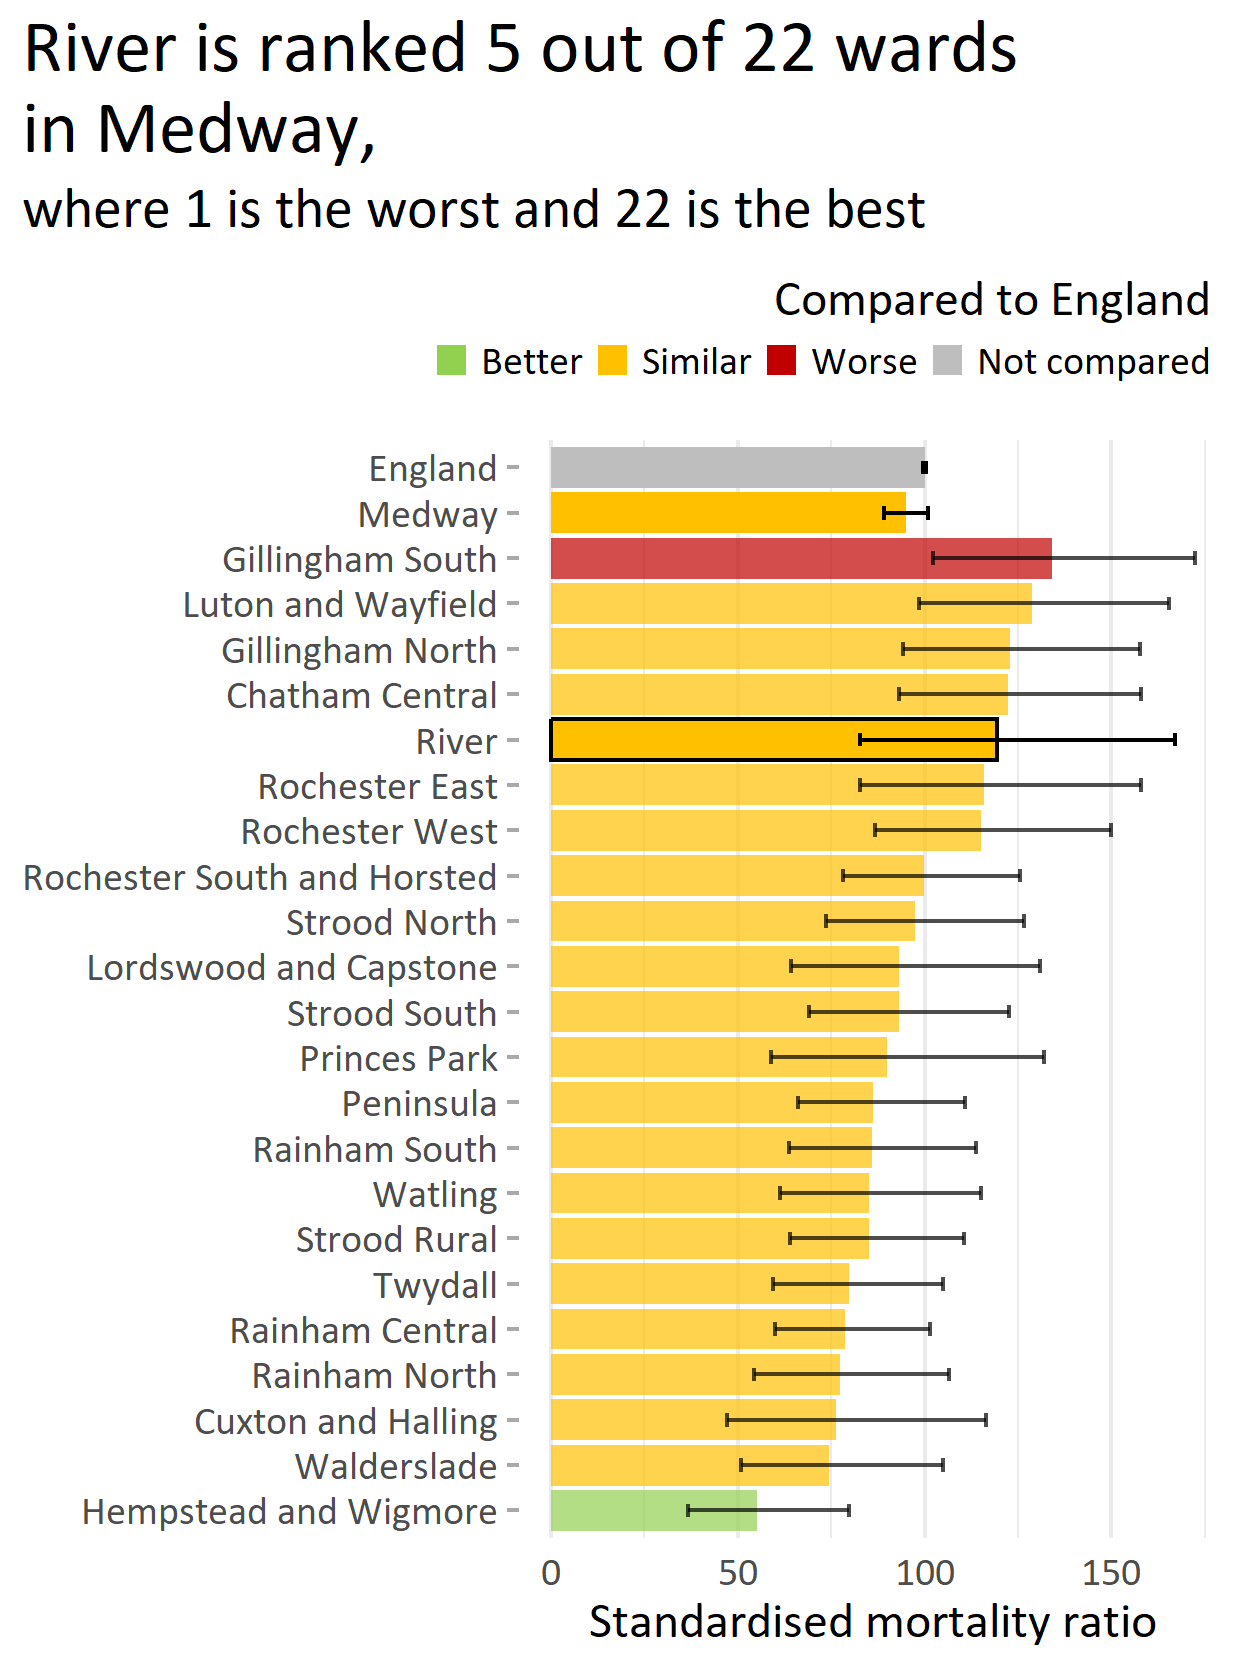 River is ranked 5 out of 22 wards
in Medway,
where 1 is the worst and 22 is the best
Compared to England
Better Similar Worse Not compared
England
Medway
Gillingham South
Luton and Wayfield
Gillingham North
Chatham Central
River
Rochester East
Rochester West
Rochester South and Horsted
Strood North
Lordswood and Capstone
Strood South
Princes Park
Peninsula
Rainham South
Watling
Strood Rural
Twydall
Rainham Central
Rainham North
Cuxton and Halling
Walderslade
Hempstead and Wigmore
0 50 100 150
Standardised mortality ratio